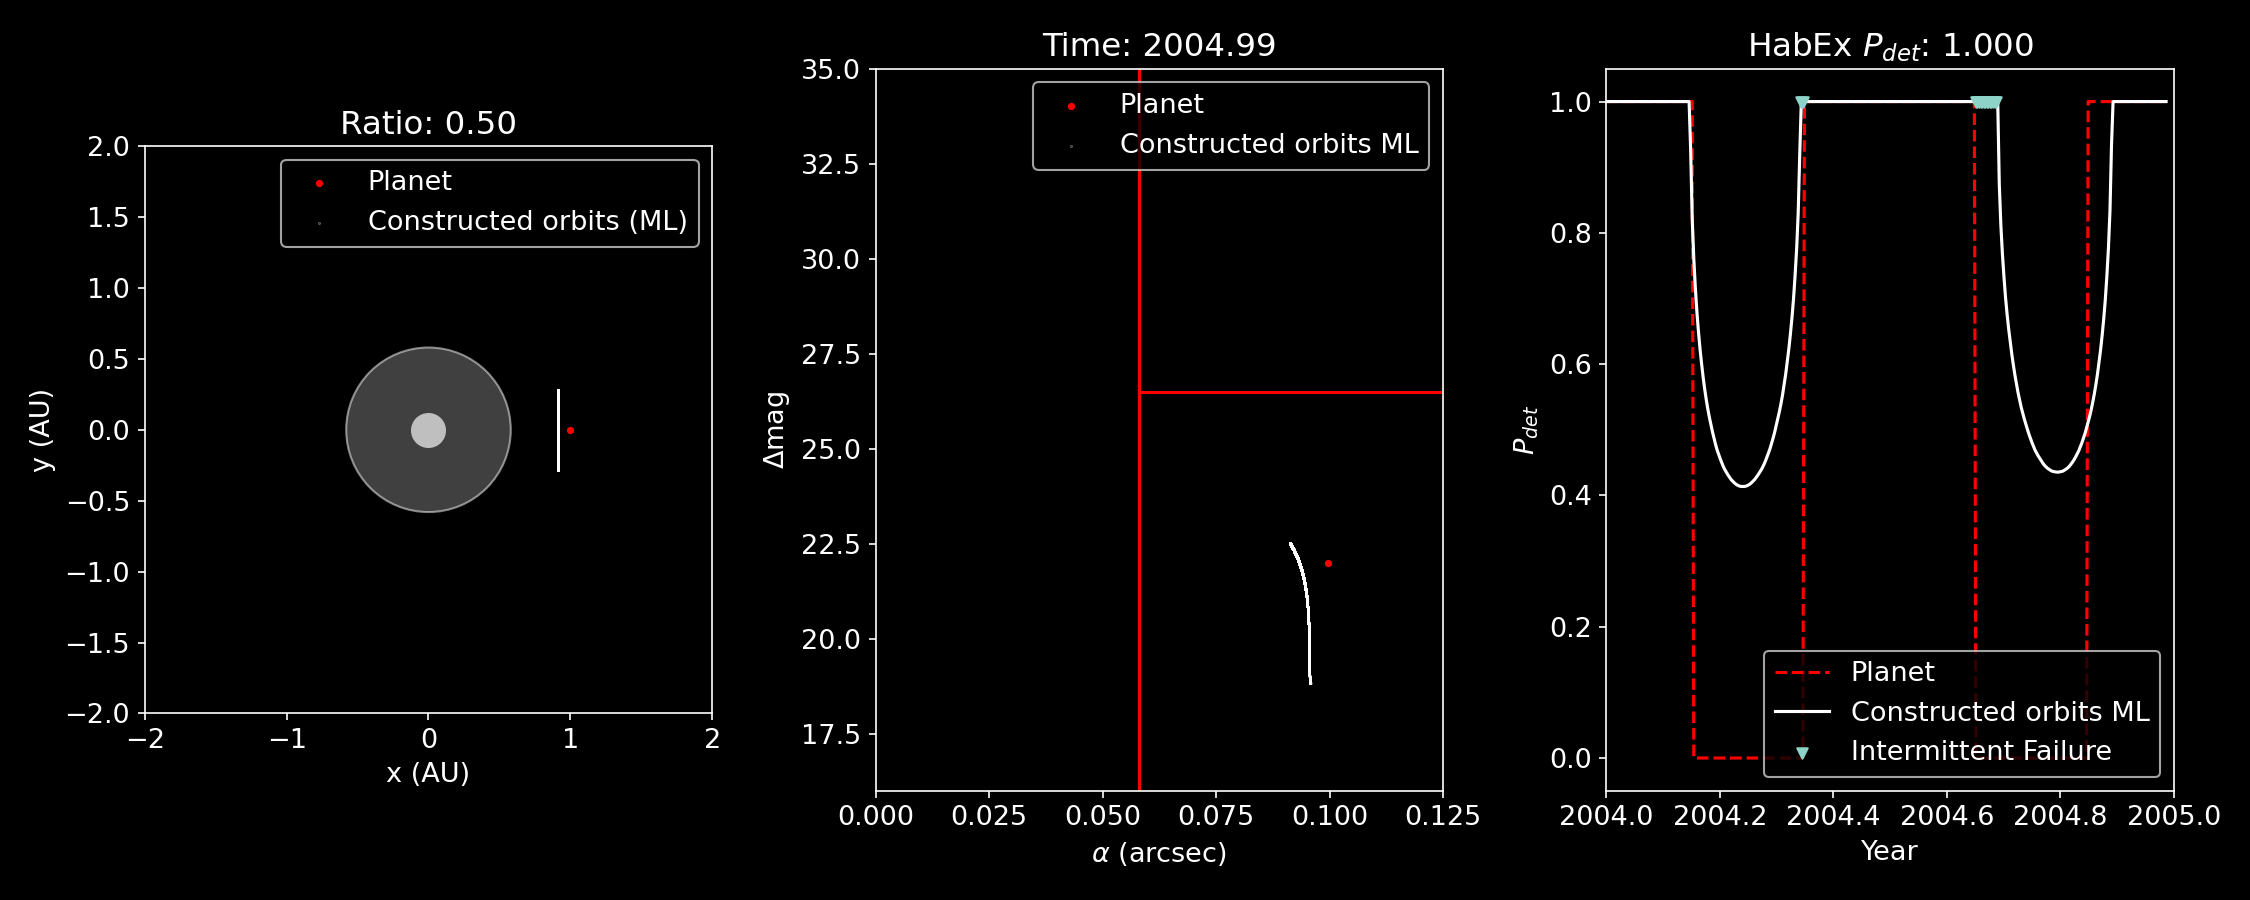 Ratio: 0.50
Planet
Constructed orbits (ML)
2.0
1.5
1.0
0.5
0.0
−0.5
−1.0
−1.5
−2.0
y (AU)
−2 −1 0 1 2
x (AU)
Time: 2004.99
Planet
Constructed orbits ML
35.0
32.5
30.0
27.5
25.0
22.5
20.0
17.5
Δmag
0.000 0.025 0.050 0.075 0.100 0.125
α (arcsec)
HabEx P_det: 1.000
1.0
0.8
0.6
0.4
0.2
0.0
P_det
Planet
Constructed orbits ML
Intermittent Failure
2004.0 2004.2 2004.4 2004.6 2004.8 2005.0
Year